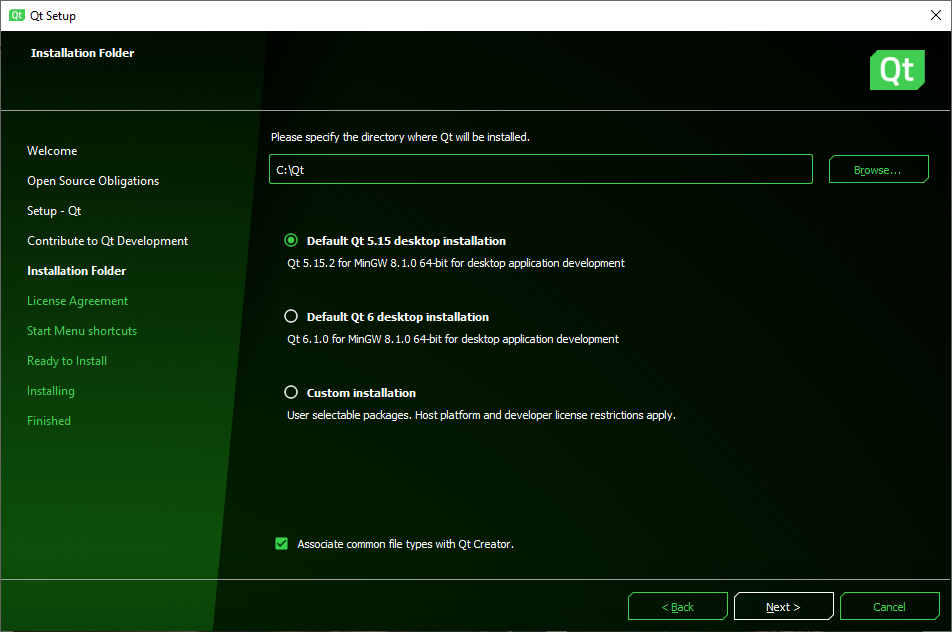 Qt Qt Setup
Installation Folder
Qt
Welcome
Open Source Obligations
Setup - Qt
Contribute to Qt Development
Installation Folder
License Agreement
Start Menu shortcuts
Ready to Install
Installing
Finished
Please specify the directory where Qt will be installed.
C:\Qt
Browse...
Default Qt 5.15 desktop installation
Qt 5.15.2 for MinGW 8.1.0 64-bit for desktop application development
Default Qt 6 desktop installation
Qt 6.1.0 for MinGW 8.1.0 64-bit for desktop application development
Custom installation
User selectable packages. Host platform and developer license restrictions apply.
Associate common file types with Qt Creator.
< Back
Next >
Cancel